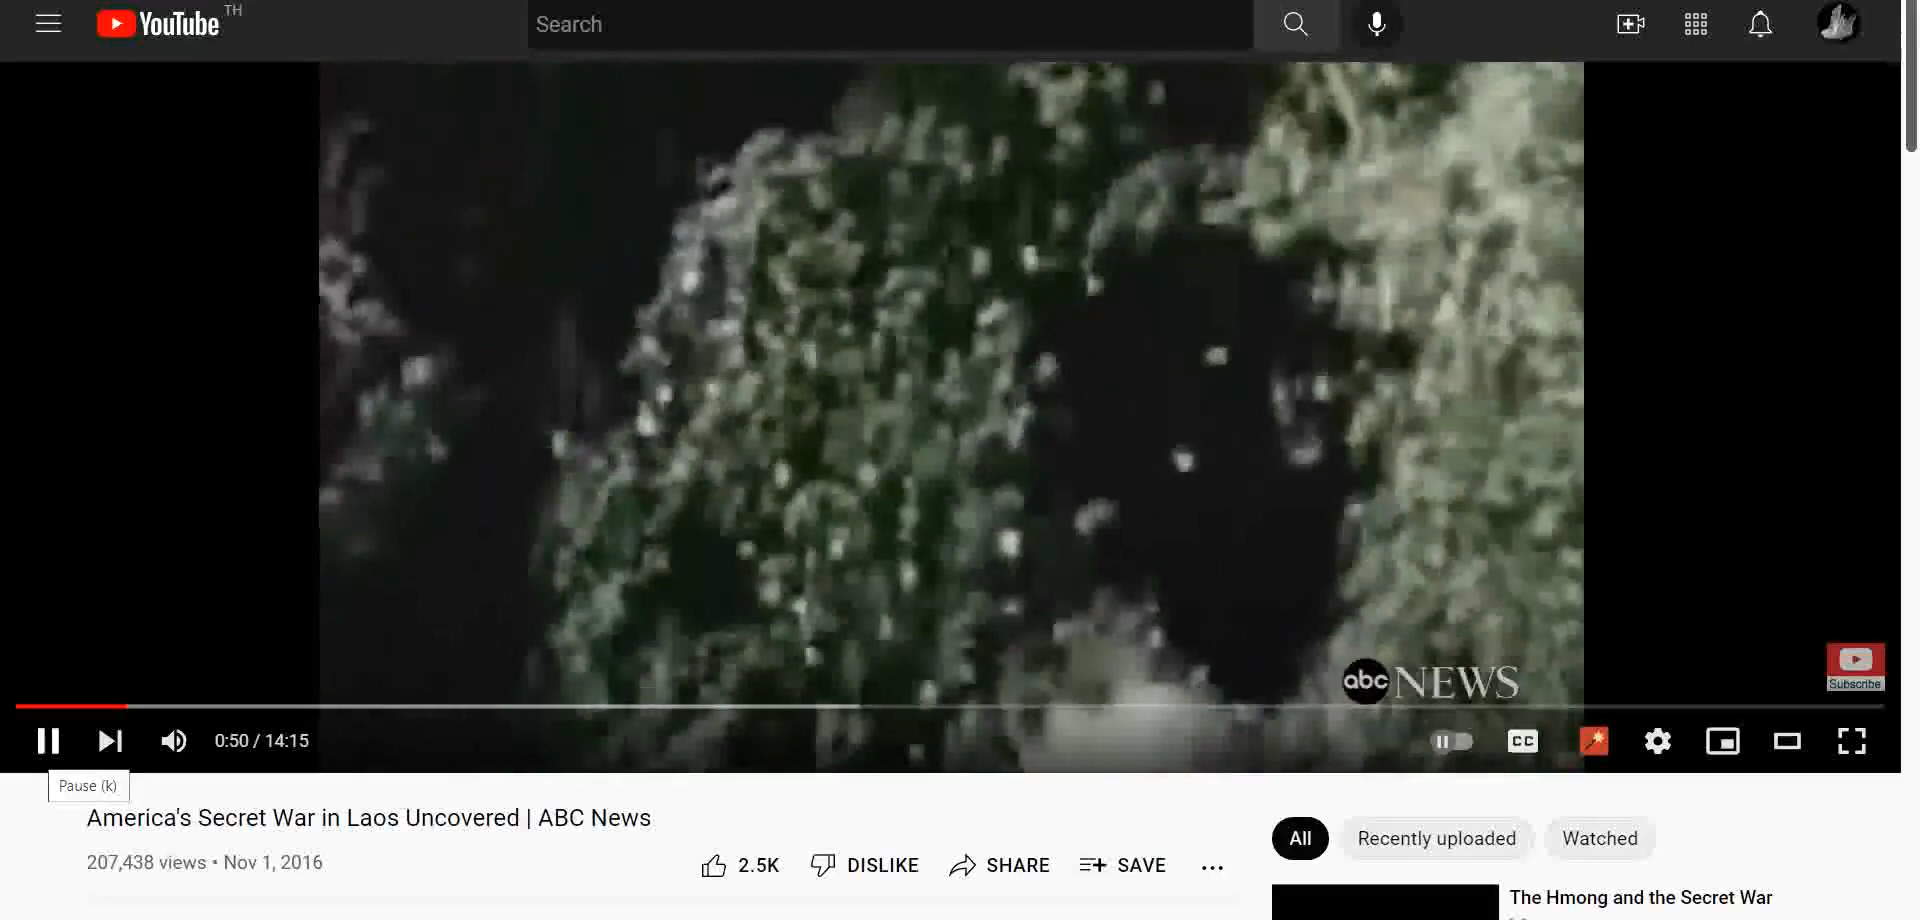 YouTube TH
Search
abc NEWS
Subscribe
0:50 / 14:15
CC
Pause (k)
America's Secret War in Laos Uncovered | ABC News
207,438 views • Nov 1, 2016
2.5K DISLIKE SHARE SAVE
All Recently uploaded Watched
The Hmong and the Secret War